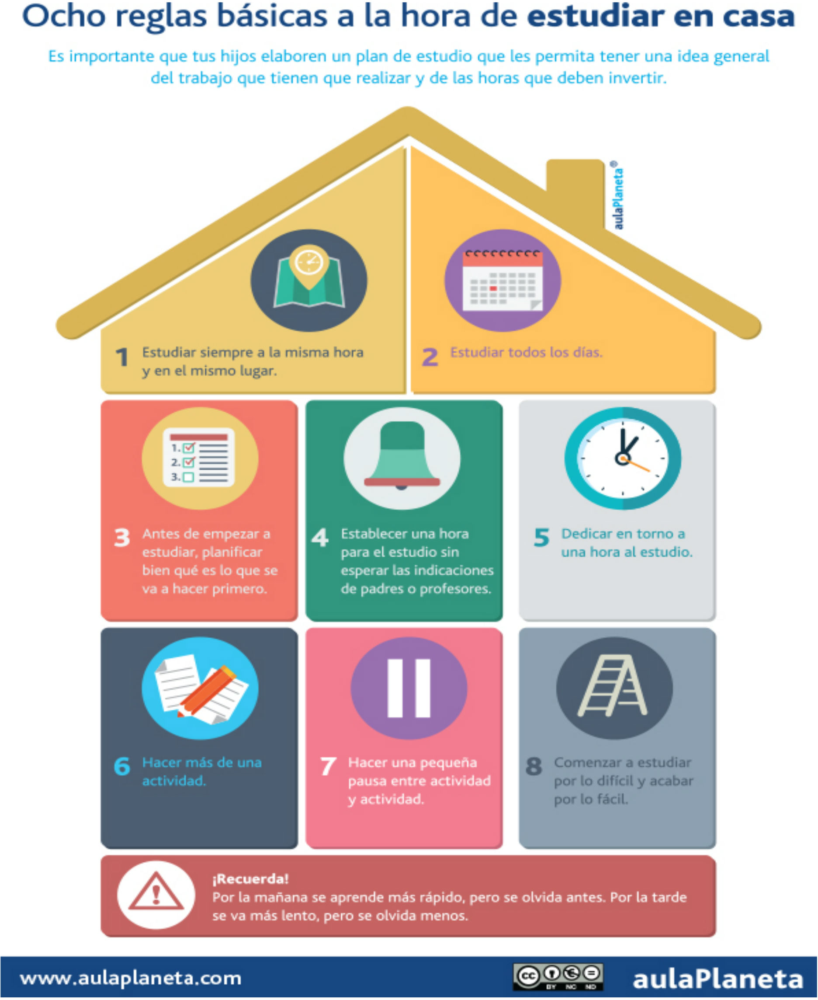 Ocho reglas básicas a la hora de estudiar en casa
Es importante que tus hijos elaboren un plan de estudio que les permita tener una idea general
del trabajo que tienen que realizar y de las horas que deben invertir.
aulaPlaneta®
1 Estudiar siempre a la misma hora
y en el mismo lugar.
2 Estudiar todos los días.
1.
2.
3.
3 Antes de empezar a
estudiar, planificar
bien qué es lo que se
va a hacer primero.
4 Establecer una hora
para el estudio sin
esperar las indicaciones
de padres o profesores.
5 Dedicar en torno a
una hora al estudio.
6 Hacer más de una
actividad.
7 Hacer una pequeña
pausa entre actividad
y actividad.
8 Comenzar a estudiar
por lo difícil y acabar
por lo fácil.
¡Recuerda!
Por la mañana se aprende más rápido, pero se olvida antes. Por la tarde
se va más lento, pero se olvida menos.
www.aulaplaneta.com
cc BY NC ND
aulaPlaneta